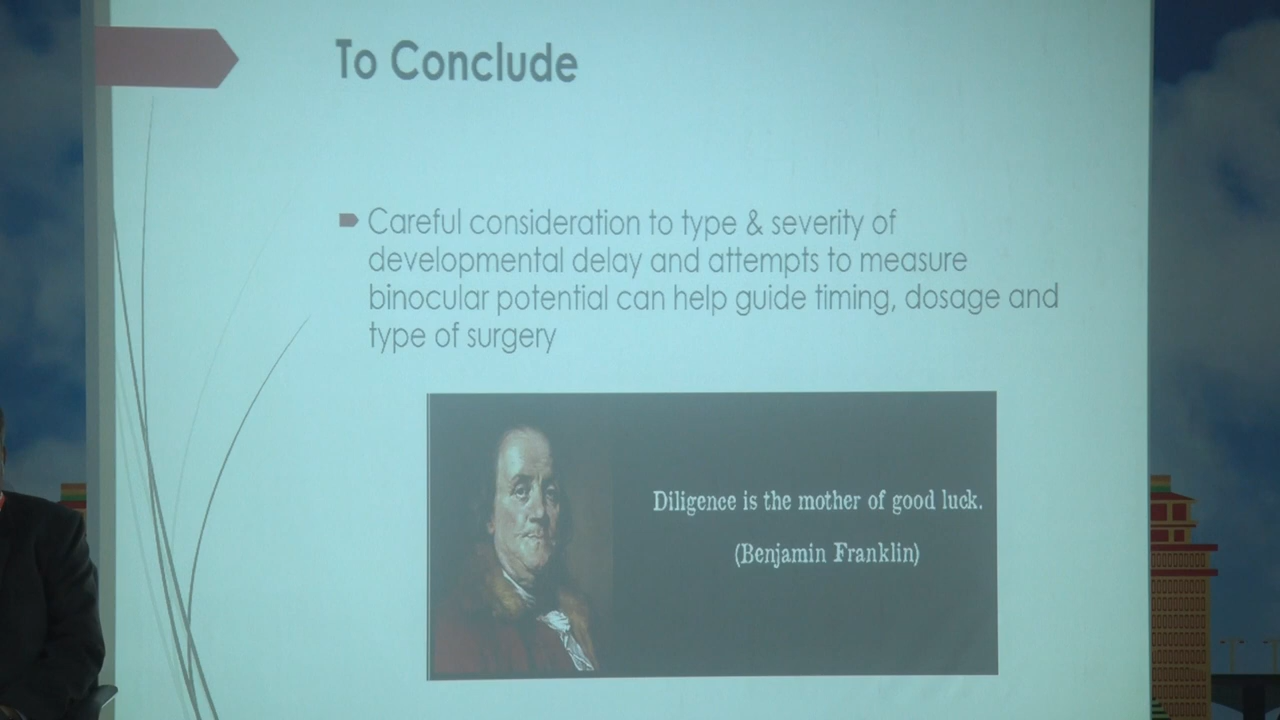 To Conclude
Careful consideration to type & severity of
developmental delay and attempts to measure
binocular potential can help guide timing, dosage and
type of surgery
Diligence is the mother of good luck.
(Benjamin Franklin)